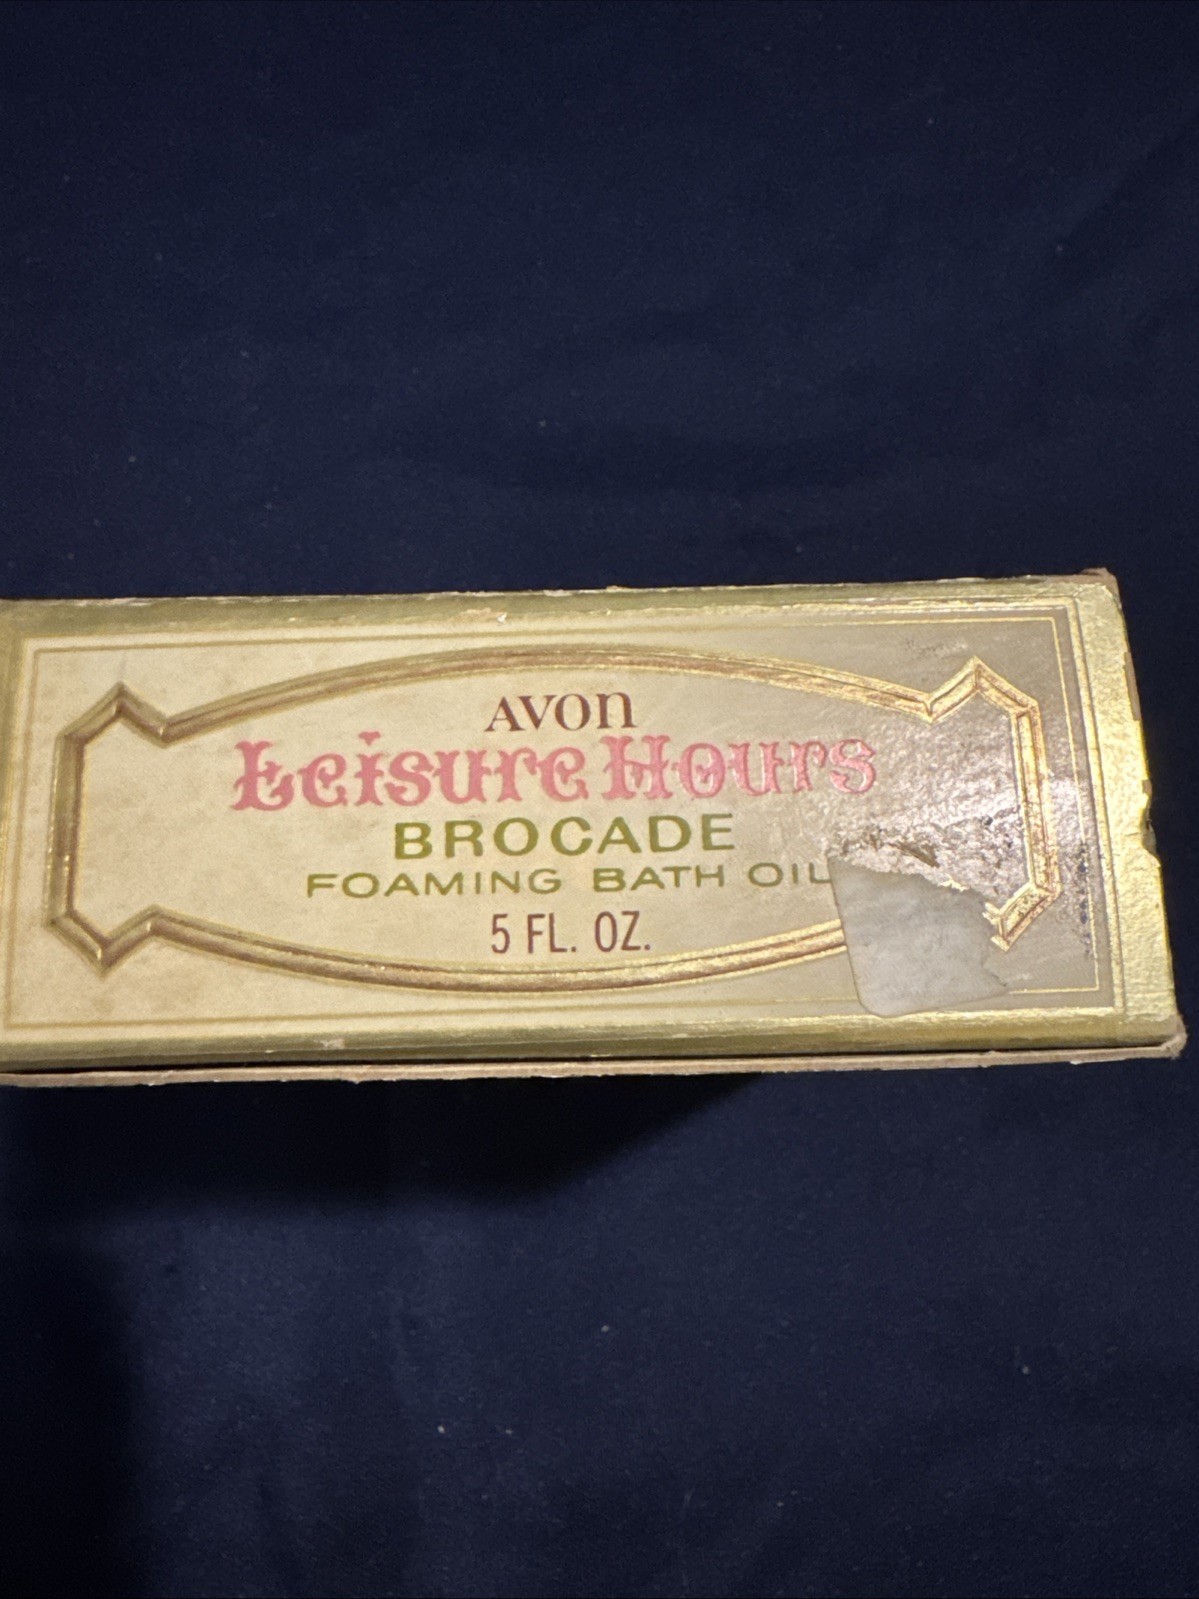 AVON
Leisure Hours
BROCADE
FOAMING BATH OIL
5 FL. OZ.